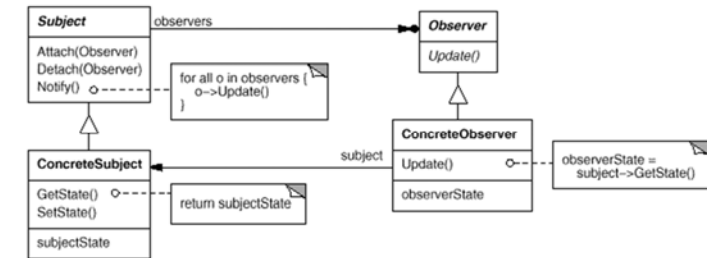 Subject
observers
Observer
Attach(Observer)
Detach(Observer)
Notify()
for all o in observers {
o->Update()
}
Update()
ConcreteSubject
GetState()
SetState()
subjectState
return subjectState
subject
ConcreteObserver
Update()
observerState
observerState =
subject->GetState()